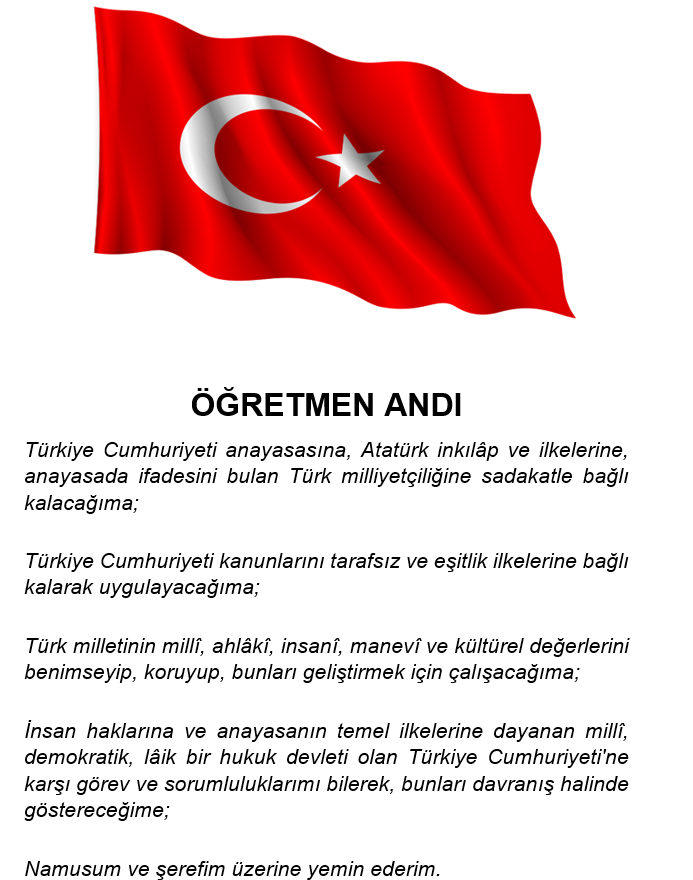 ÖĞRETMEN ANDI
Türkiye Cumhuriyeti anayasasına, Atatürk inkılâp ve ilkelerine,
anayasada ifadesini bulan Türk milliyetçiliğine sadakatle bağlı
kalacağıma;
Türkiye Cumhuriyeti kanunlarını tarafsız ve eşitlik ilkelerine bağlı
kalarak uygulayacağıma;
Türk milletinin millî, ahlâkî, insanî, manevî ve kültürel değerlerini
benimseyip, koruyup, bunları geliştirmek için çalışacağıma;
İnsan haklarına ve anayasanın temel ilkelerine dayanan millî,
demokratik, lâik bir hukuk devleti olan Türkiye Cumhuriyeti'ne
karşı görev ve sorumluluklarımı bilerek, bunları davranış halinde
göstereceğime;
Namusum ve şerefim üzerine yemin ederim.